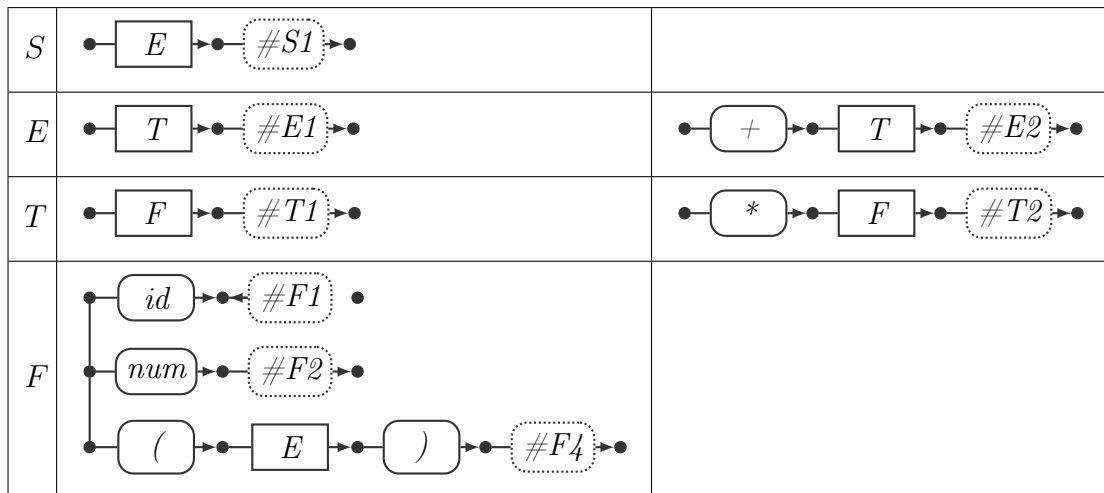 S E #S1
E T #E1 + T #E2
T F #T1 * F #T2
id #F1
F num #F2
( E ) #F4